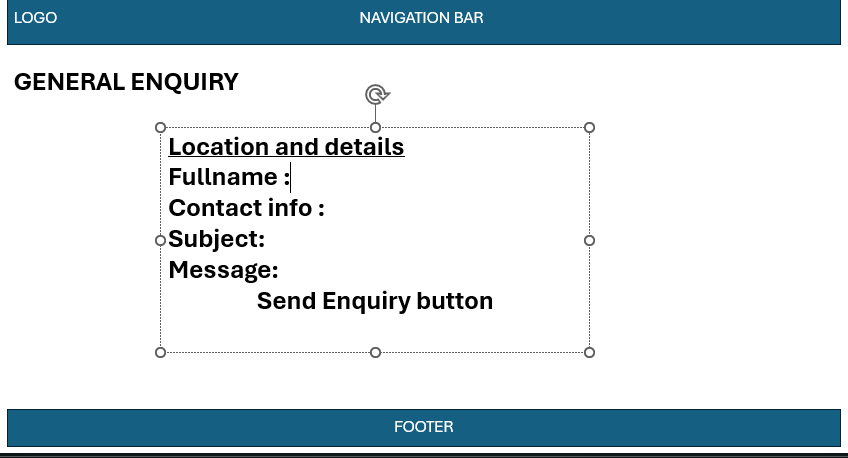 LOGO
NAVIGATION BAR
GENERAL ENQUIRY
Location and details
Fullname :
Contact info :
Subject:
Message:
Send Enquiry button
FOOTER